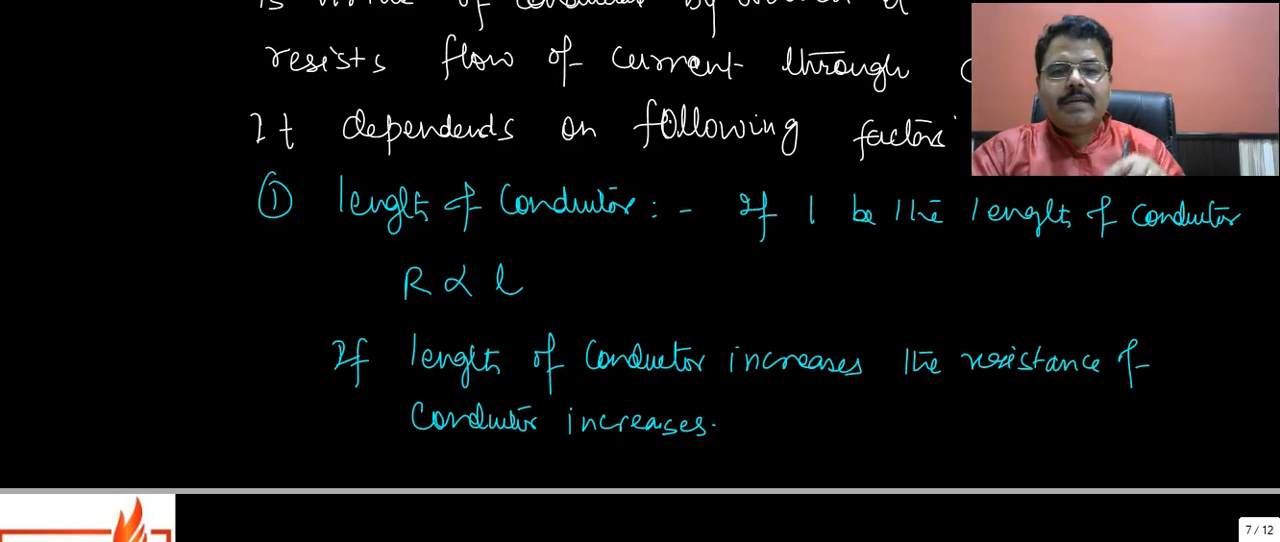 resists flow of current through
It depends on following factors
① length of conductor : - If l be the length of conductor
R ∝ l
If length of conductor increases the resistance of
conductor increases.
7 / 12